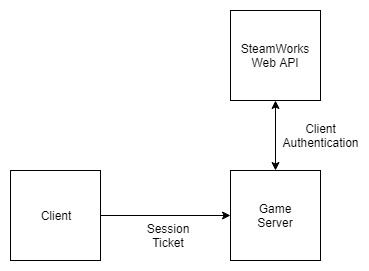 SteamWorks
Web API
Client
Authentication
Client
Session
Ticket
Game
Server